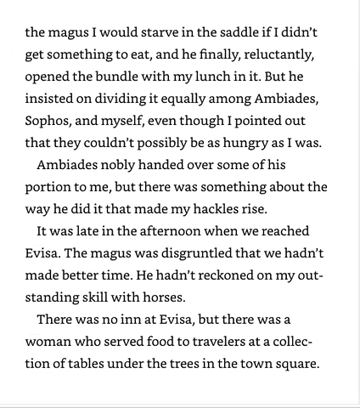 the magus I would starve in the saddle if I didn’t
get something to eat, and he finally, reluctantly,
opened the bundle with my lunch in it. But he
insisted on dividing it equally among Ambiades,
Sophos, and myself, even though I pointed out
that they couldn’t possibly be as hungry as I was.
Ambiades nobly handed over some of his
portion to me, but there was something about the
way he did it that made my hackles rise.
It was late in the afternoon when we reached
Evisa. The magus was disgruntled that we hadn’t
made better time. He hadn’t reckoned on my out-
standing skill with horses.
There was no inn at Evisa, but there was a
woman who served food to travelers at a collec-
tion of tables under the trees in the town square.